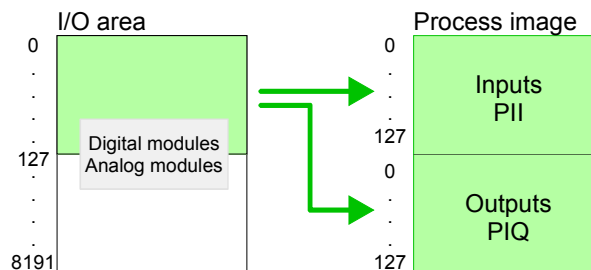 I/O area
0
.
.
.
.
127
.
.
.
.
8191
Digital modules
Analog modules
Process image
0
.
.
.
127
0
.
.
.
127
Inputs
PII
Outputs
PIQ